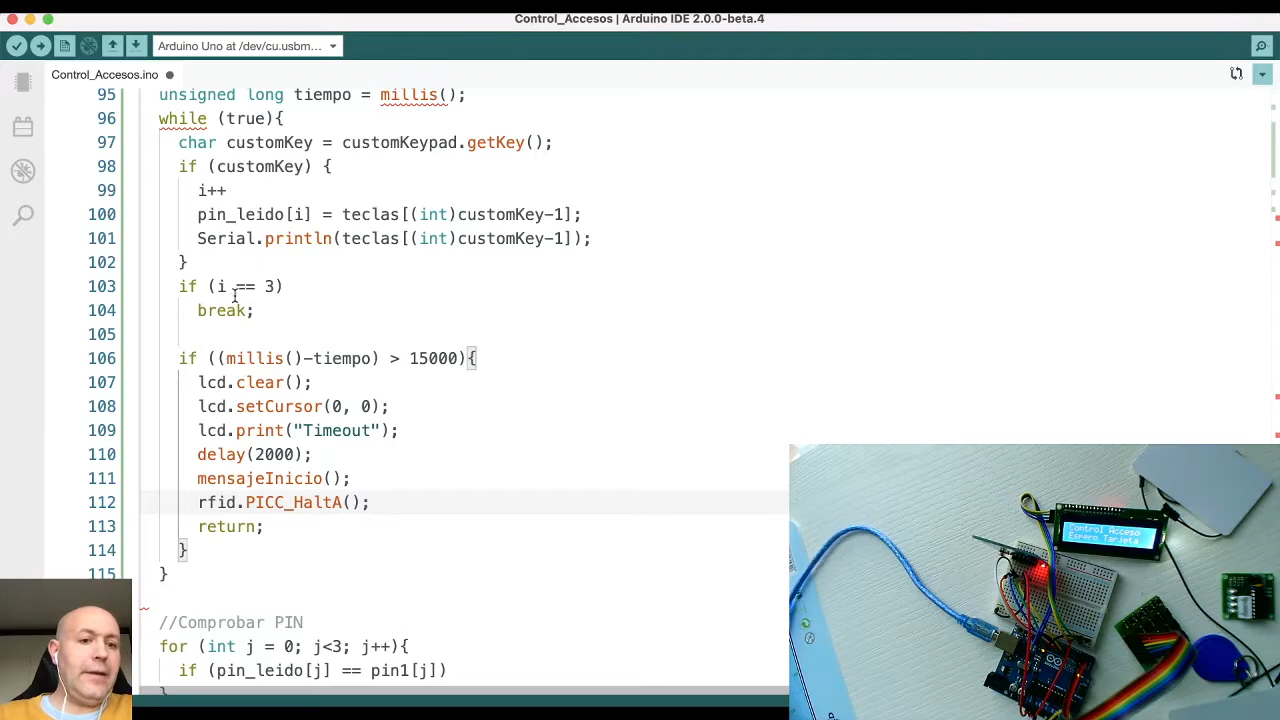 Control_Accesos | Arduino IDE 2.0.0-beta.4
Arduino Uno at /dev/cu.usbm...
Control_Accesos.ino
95 unsigned long tiempo = millis();
96 while (true){
97 char customKey = customKeypad.getKey();
98 if (customKey) {
99 i++
100 pin_leido[i] = teclas[(int)customKey-1];
101 Serial.println(teclas[(int)customKey-1]);
102 }
103 if (i == 3)
104 break;
105
106 if ((millis()-tiempo) > 15000){
107 lcd.clear();
108 lcd.setCursor(0, 0);
109 lcd.print("Timeout");
110 delay(2000);
111 mensajeInicio();
112 rfid.PICC_HaltA();
113 return;
114 }
115 }
//Comprobar PIN
for (int j = 0; j<3; j++){
if (pin_leido[j] == pin1[j])
Control Acceso
Espero Tarjeta